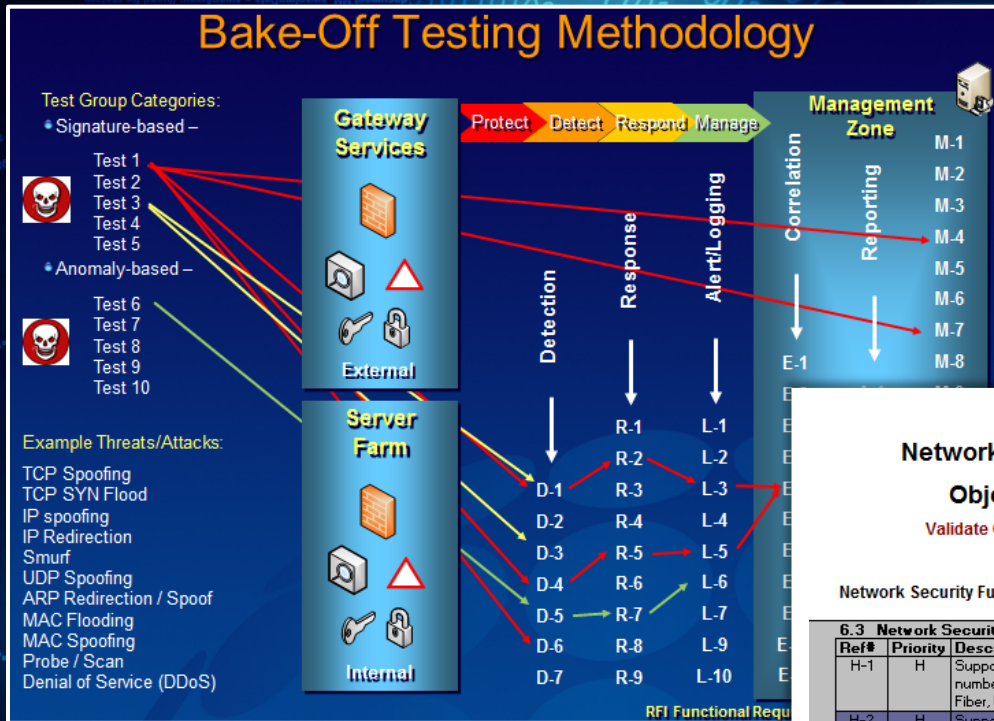 Bake-Off Testing Methodology
Test Group Categories:
• Signature-based –
Test 1
Test 2
Test 3
Test 4
Test 5
• Anomaly-based –
Test 6
Test 7
Test 8
Test 9
Test 10
Example Threats/Attacks:
TCP Spoofing
TCP SYN Flood
IP spoofing
IP Redirection
Smurf
UDP Spoofing
ARP Redirection / Spoof
MAC Flooding
MAC Spoofing
Probe / Scan
Denial of Service (DDoS)
Gateway
Services
External
Server
Farm
Internal
Protect
Detect
Respond
Manage
Detection
D-1
D-2
D-3
D-4
D-5
D-6
D-7
Response
R-1
R-2
R-3
R-4
R-5
R-6
R-7
R-8
R-9
Alert/Logging
L-1
L-2
L-3
L-4
L-5
L-6
L-7
L-9
L-10
Management
Zone
Correlation
E-1
Reporting
M-1
M-2
M-3
M-4
M-5
M-6
M-7
M-8
RFI Functional
Network
Validate
Network Security
6.3 Network
Ref# Priority
H-1 H
Fiber,
H-2 H